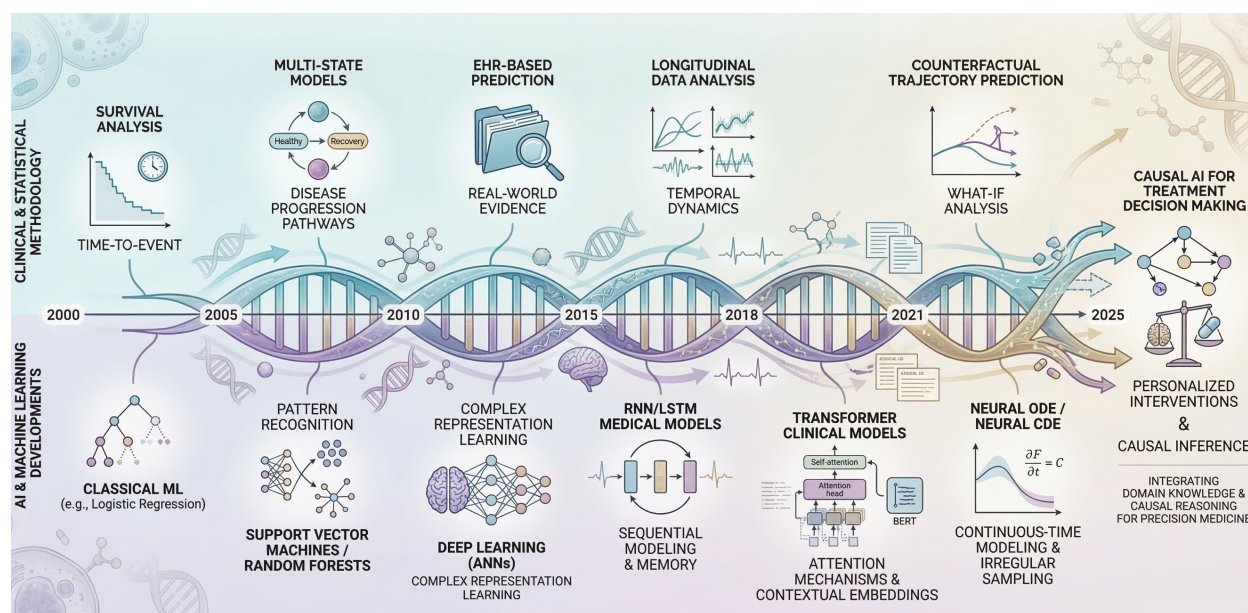 CLINICAL & STATISTICAL
METHODOLOGY
SURVIVAL
ANALYSIS
TIME-TO-EVENT
MULTI-STATE
MODELS
Healthy
Recovery
DISEASE
PROGRESSION
PATHWAYS
EHR-BASED
PREDICTION
REAL-WORLD
EVIDENCE
LONGITUDINAL
DATA ANALYSIS
TEMPORAL
DYNAMICS
COUNTERFACTUAL
TRAJECTORY PREDICTION
WHAT-IF
ANALYSIS
CAUSAL AI FOR
TREATMENT
DECISION MAKING
2000
2005
2010
2015
2018
2021
2025
AI & MACHINE LEARNING
DEVELOPMENTS
CLASSICAL ML
(e.g., Logistic Regression)
PATTERN
RECOGNITION
SUPPORT VECTOR
MACHINES /
RANDOM FORESTS
COMPLEX
REPRESENTATION
LEARNING
DEEP LEARNING
(ANNs)
COMPLEX REPRESENTATION
LEARNING
RNN/LSTM
MEDICAL MODELS
SEQUENTIAL
MODELING
& MEMORY
TRANSFORMER
CLINICAL MODELS
Self-attention
Attention
head
BERT
ATTENTION
MECHANISMS &
CONTEXTUAL EMBEDDINGS
NEURAL ODE /
NEURAL CDE
∂F/∂t = C
CONTINUOUS-TIME
MODELING &
IRREGULAR
SAMPLING
PERSONALIZED
INTERVENTIONS
&
CAUSAL INFERENCE
INTEGRATING
DOMAIN KNOWLEDGE &
CAUSAL REASONING
FOR PRECISION MEDICINE